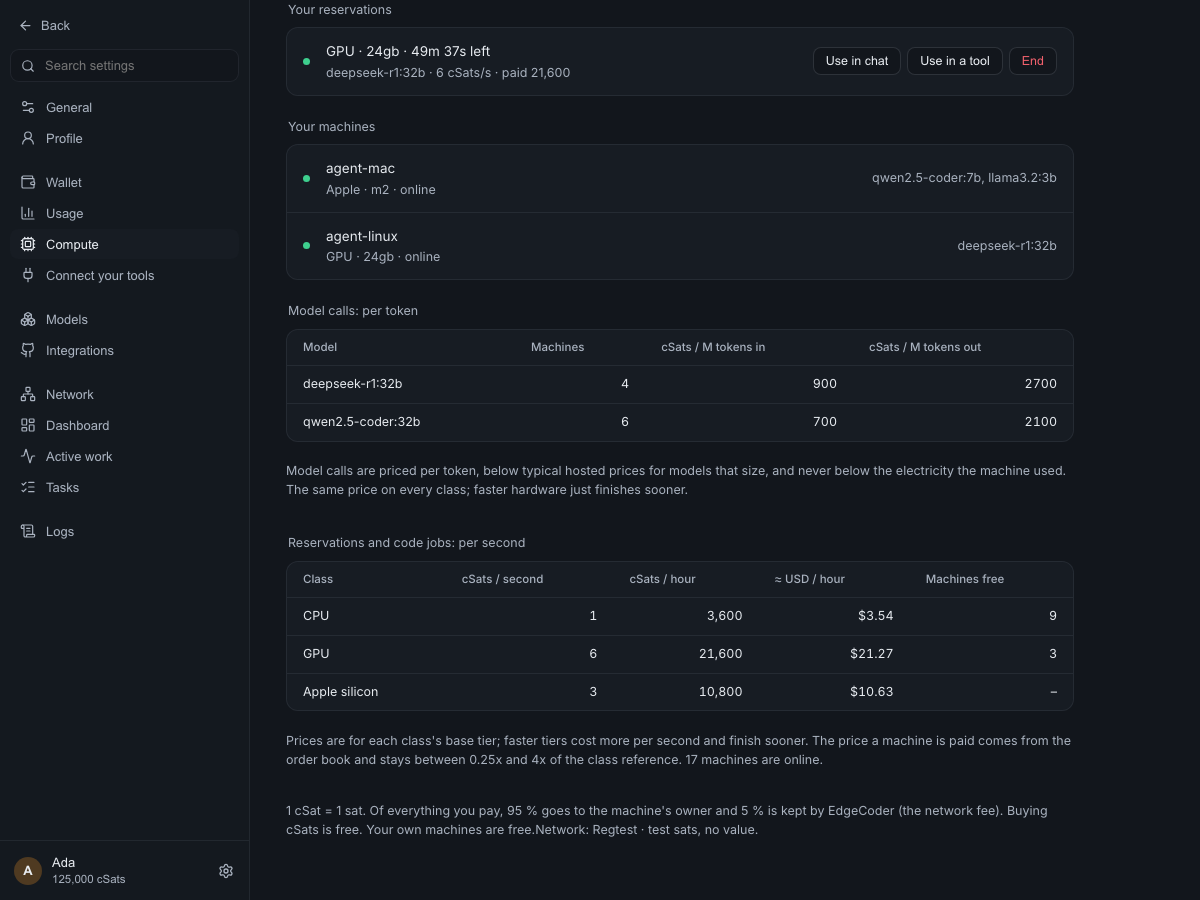 Back
Search settings
General
Profile
Wallet
Usage
Compute
Connect your tools
Models
Integrations
Network
Dashboard
Active work
Tasks
Logs
A
Ada
125,000 cSats
Your reservations
GPU · 24gb · 49m 37s left
deepseek-r1:32b · 6 cSats/s · paid 21,600
Use in chat Use in a tool End
Your machines
agent-mac
Apple · m2 · online
qwen2.5-coder:7b, llama3.2:3b
agent-linux
GPU · 24gb · online
deepseek-r1:32b
Model calls: per token
Model Machines cSats / M tokens in cSats / M tokens out
deepseek-r1:32b 4 900 2700
qwen2.5-coder:32b 6 700 2100
Model calls are priced per token, below typical hosted prices for models that size, and never below the electricity the machine used.
The same price on every class; faster hardware just finishes sooner.
Reservations and code jobs: per second
Class cSats / second cSats / hour ≈ USD / hour Machines free
CPU 1 3,600 $3.54 9
GPU 6 21,600 $21.27 3
Apple silicon 3 10,800 $10.63 –
Prices are for each class's base tier; faster tiers cost more per second and finish sooner. The price a machine is paid comes from the
order book and stays between 0.25x and 4x of the class reference. 17 machines are online.
1 cSat = 1 sat. Of everything you pay, 95 % goes to the machine's owner and 5 % is kept by EdgeCoder (the network fee). Buying
cSats is free. Your own machines are free.Network: Regtest · test sats, no value.